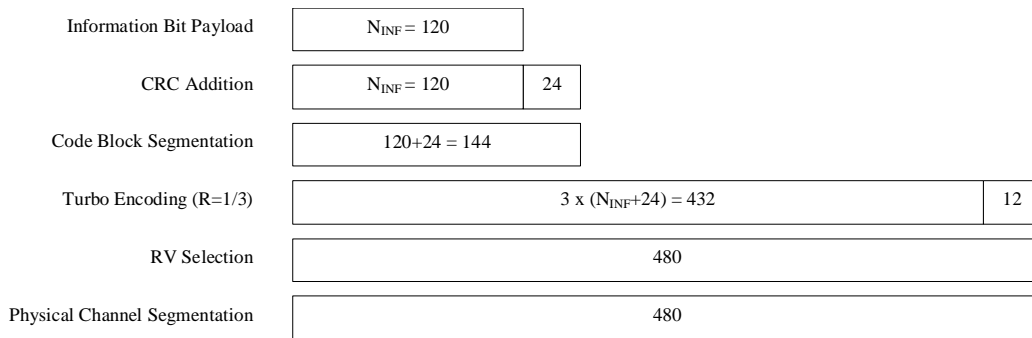 Information Bit Payload N_INF = 120
CRC Addition N_INF = 120 24
Code Block Segmentation 120+24 = 144
Turbo Encoding (R=1/3) 3 x (N_INF+24) = 432 12
RV Selection 480
Physical Channel Segmentation 480